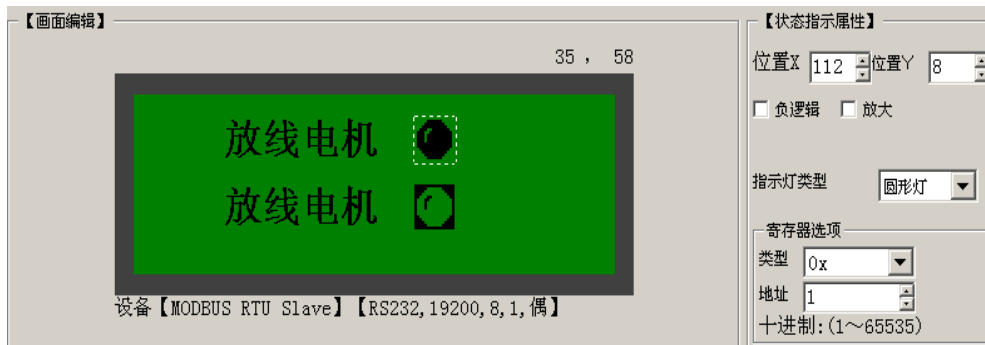 【画面编辑】
35 , 58
放线电机
放线电机
设备【MODBUS RTU Slave】【RS232,19200,8,1,偶】
【状态指示属性】
位置X 112 位置Y 8
负逻辑 放大
指示灯类型 圆形灯
寄存器选项
类型 0x
地址 1
十进制:(1～65535)